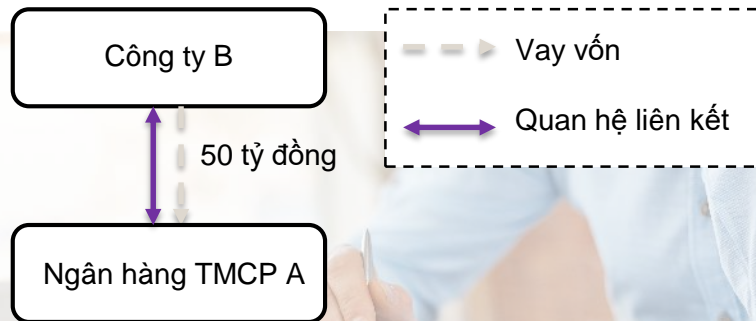 Công ty B
Vay vốn
Quan hệ liên kết
50 tỷ đồng
Ngân hàng TMCP A